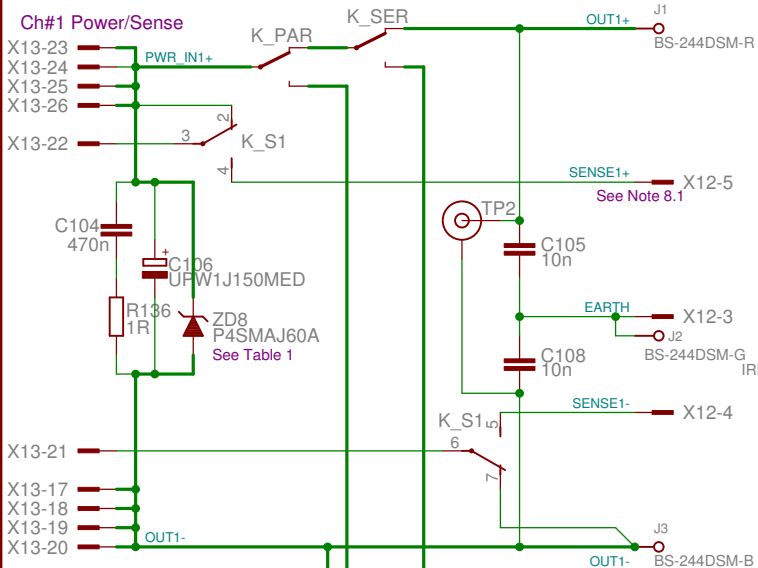 Ch#1 Power/Sense
X13-23
X13-24
X13-25
X13-26
X13-22
PWR_IN1+
K_PAR
K_SER
OUT1+
J1
BS-244DSM-R
2
3
K_S1
4
SENSE1+
X12-5
See Note 8.1
TP2
C104
470n
+
C106
UPW1J150MED
R136
1R
ZD8
P4SMAJ60A
See Table 1
C105
10n
EARTH
X12-3
J2
BS-244DSM-G
C108
10n
SENSE1-
X12-4
K_S1
5
6
7
X13-21
X13-17
X13-18
X13-19
X13-20
OUT1-
J3
OUT1-
BS-244DSM-B